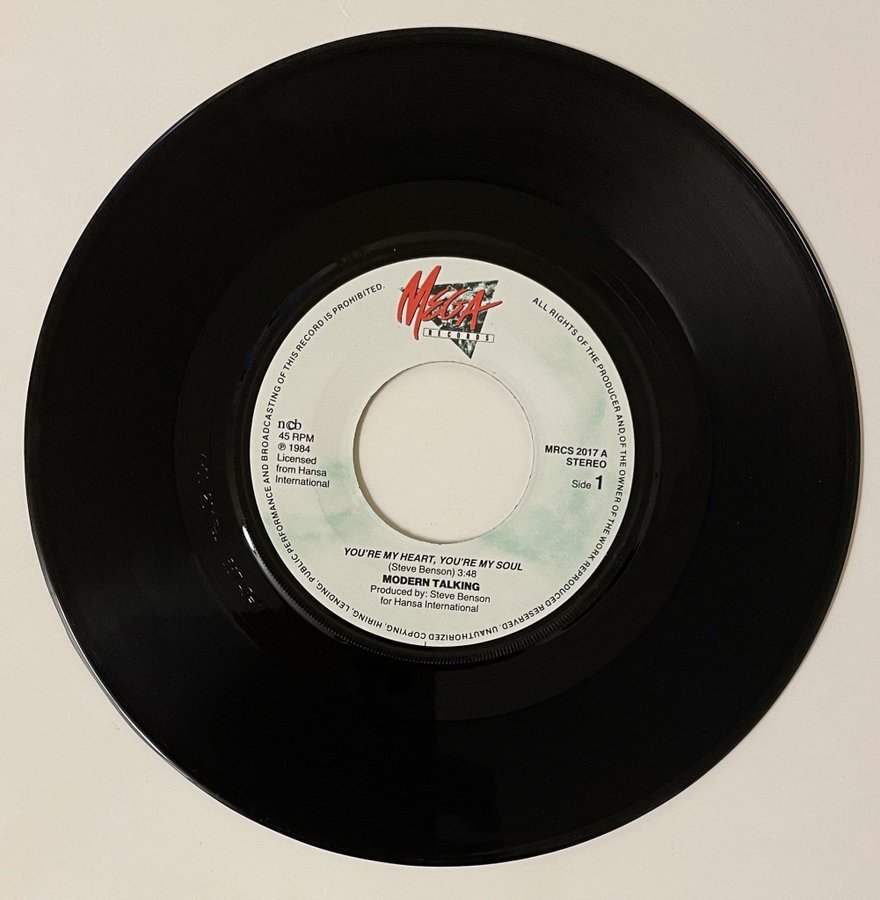 MEGA
RECORDS
ALL RIGHTS OF THE PRODUCER AND, OF THE OWNER OF THE WORK REPRODUCED RESERVED. UNAUTHORIZED COPYING, HIRING, LENDING, PUBLIC PERFORMANCE AND BROADCASTING OF THIS RECORD IS PROHIBITED.
ncb
45 RPM
℗ 1984
Licensed
from Hansa
International
MRCS 2017 A
STEREO
Side 1
YOU'RE MY HEART, YOU'RE MY SOUL
(Steve Benson) 3:48
MODERN TALKING
Produced by: Steve Benson
for Hansa International